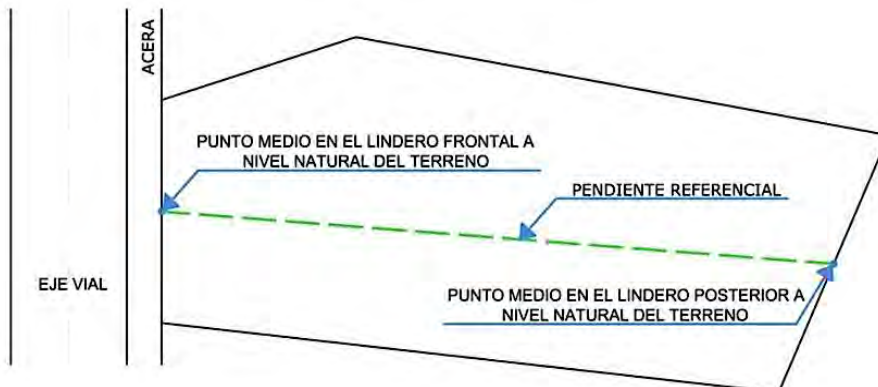 ACERA
PUNTO MEDIO EN EL LINDERO FRONTAL A
NIVEL NATURAL DEL TERRENO
PENDIENTE REFERENCIAL
EJE VIAL
PUNTO MEDIO EN EL LINDERO POSTERIOR A
NIVEL NATURAL DEL TERRENO